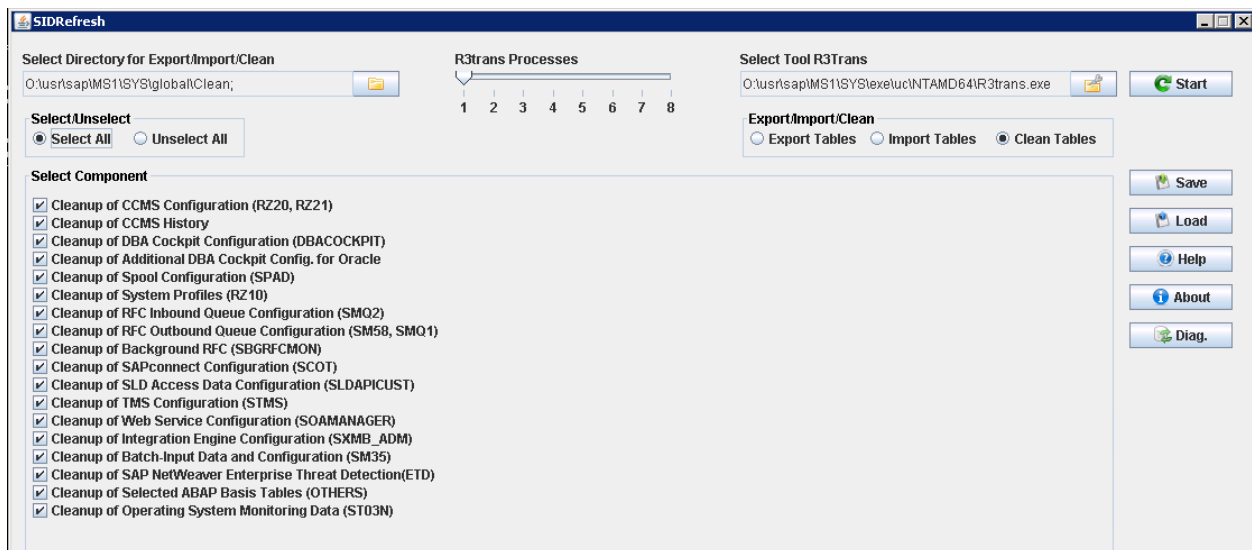 SIDRefresh
Select Directory for Export/Import/Clean
R3trans Processes
Select Tool R3Trans
O:\usr\sap\MS1\SYS\global\Clean;
O:\usr\sap\MS1\SYS\exe\uc\NTAMD64\R3trans.exe
Start
1 2 3 4 5 6 7 8
Select/Unselect
Select All Unselect All
Export/Import/Clean
Export Tables Import Tables Clean Tables
Select Component
Cleanup of CCMS Configuration (RZ20, RZ21)
Cleanup of CCMS History
Cleanup of DBA Cockpit Configuration (DBACOCKPIT)
Cleanup of Additional DBA Cockpit Config. for Oracle
Cleanup of Spool Configuration (SPAD)
Cleanup of System Profiles (RZ10)
Cleanup of RFC Inbound Queue Configuration (SMQ2)
Cleanup of RFC Outbound Queue Configuration (SM58, SMQ1)
Cleanup of Background RFC (SBGRFCMON)
Cleanup of SAPconnect Configuration (SCOT)
Cleanup of SLD Access Data Configuration (SLDAPICUST)
Cleanup of TMS Configuration (STMS)
Cleanup of Web Service Configuration (SOAMANAGER)
Cleanup of Integration Engine Configuration (SXMB_ADM)
Cleanup of Batch-Input Data and Configuration (SM35)
Cleanup of SAP NetWeaver Enterprise Threat Detection(ETD)
Cleanup of Selected ABAP Basis Tables (OTHERS)
Cleanup of Operating System Monitoring Data (ST03N)
Save
Load
Help
About
Diag.